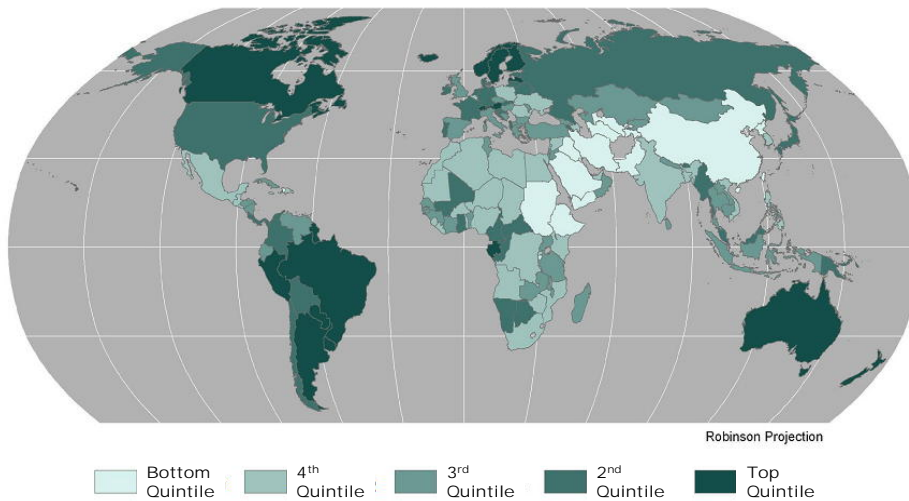 Robinson Projection
Bottom
Quintile
4th
Quintile
3rd
Quintile
2nd
Quintile
Top
Quintile